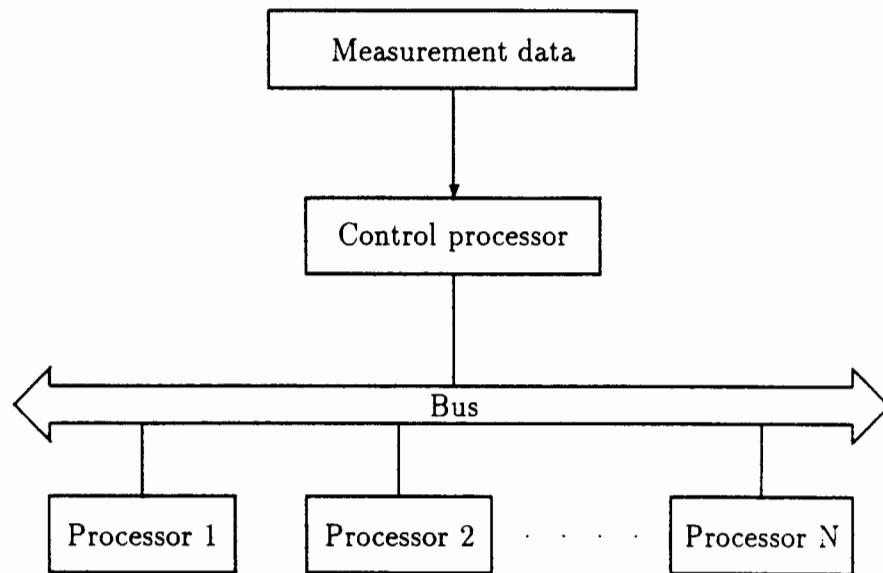 Measurement data
Control processor
Bus
Processor 1
Processor 2
. . . . .
Processor N